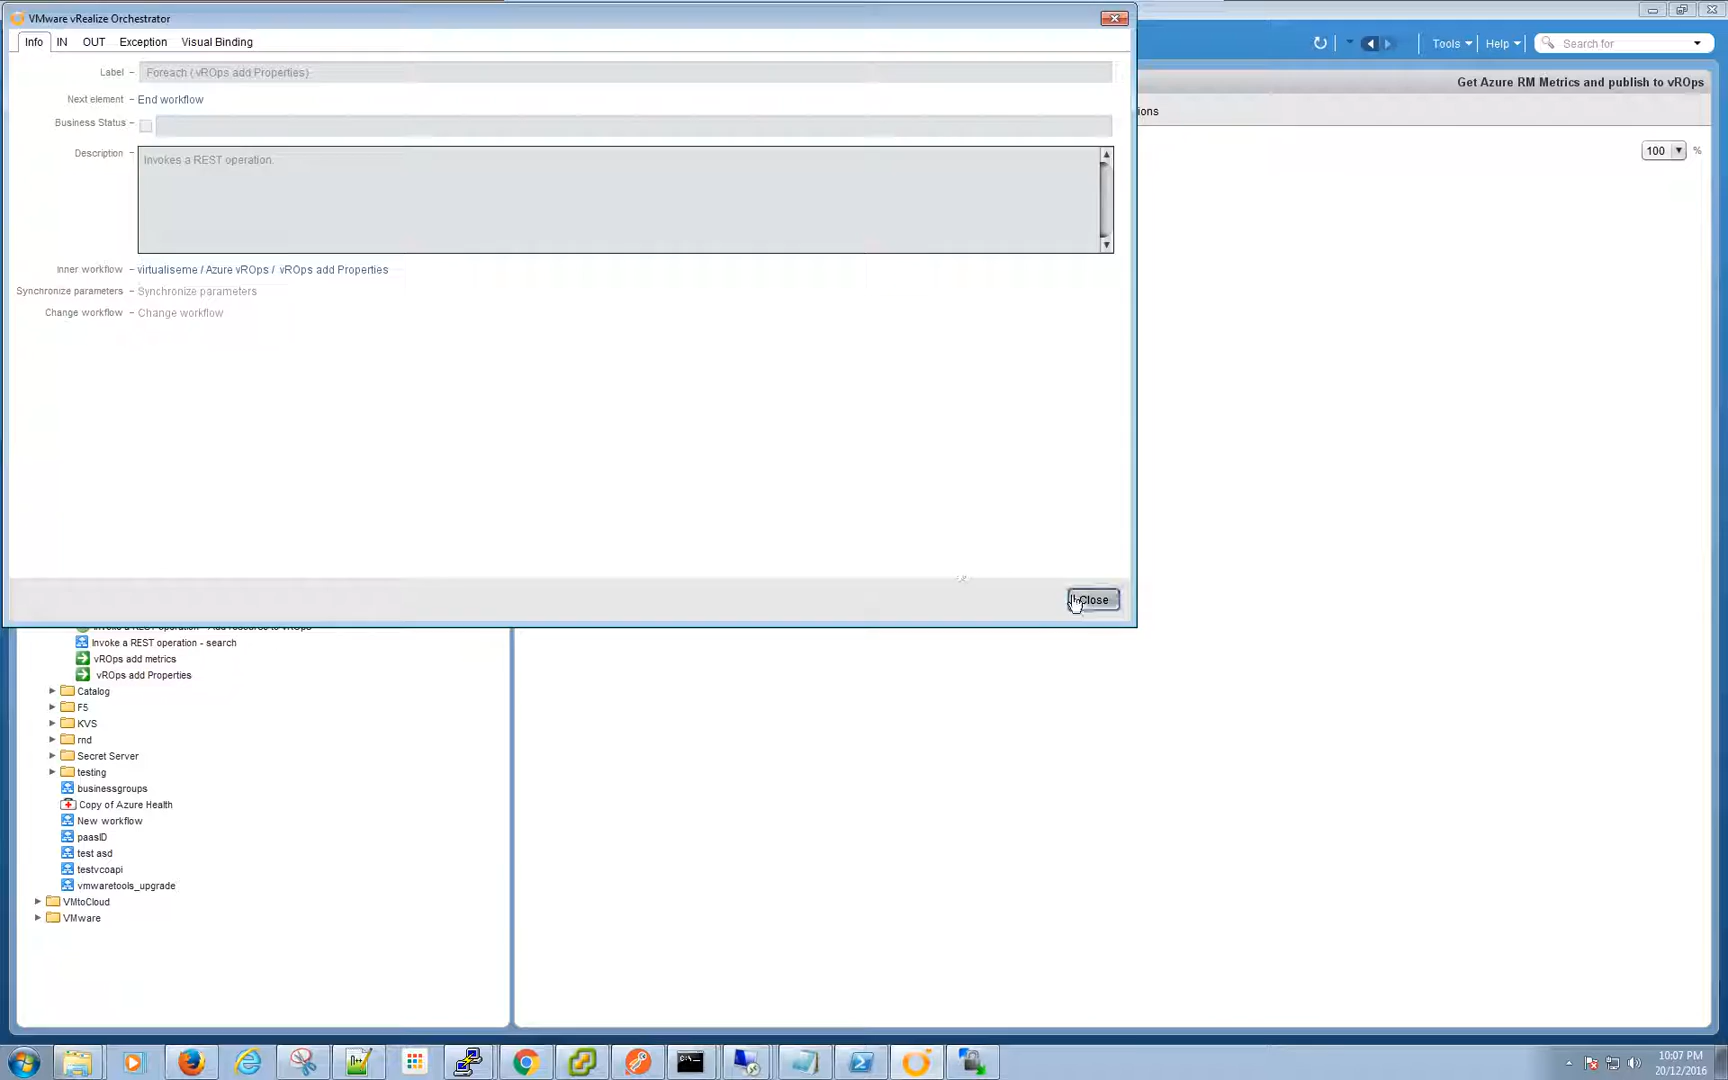 VMware vRealize Orchestrator
Info IN OUT Exception Visual Binding
Label Foreach ( vROps add Properties)
Next element End workflow
Business Status
Description Invokes a REST operation.
Inner workflow virtualiseme / Azure vROps / vROps add Properties
Synchronize parameters Synchronize parameters
Change workflow Change workflow
Close
Tools Help Search for
Get Azure RM Metrics and publish to vROps
ions
100 %
Invoke a REST operation - search
vROps add metrics
vROps add Properties
Catalog
F5
KVS
rnd
Secret Server
testing
businessgroups
Copy of Azure Health
New workflow
paasID
test asd
testvcoapi
vmwaretools_upgrade
VMtoCloud
VMware
10:07 PM
20/12/2016